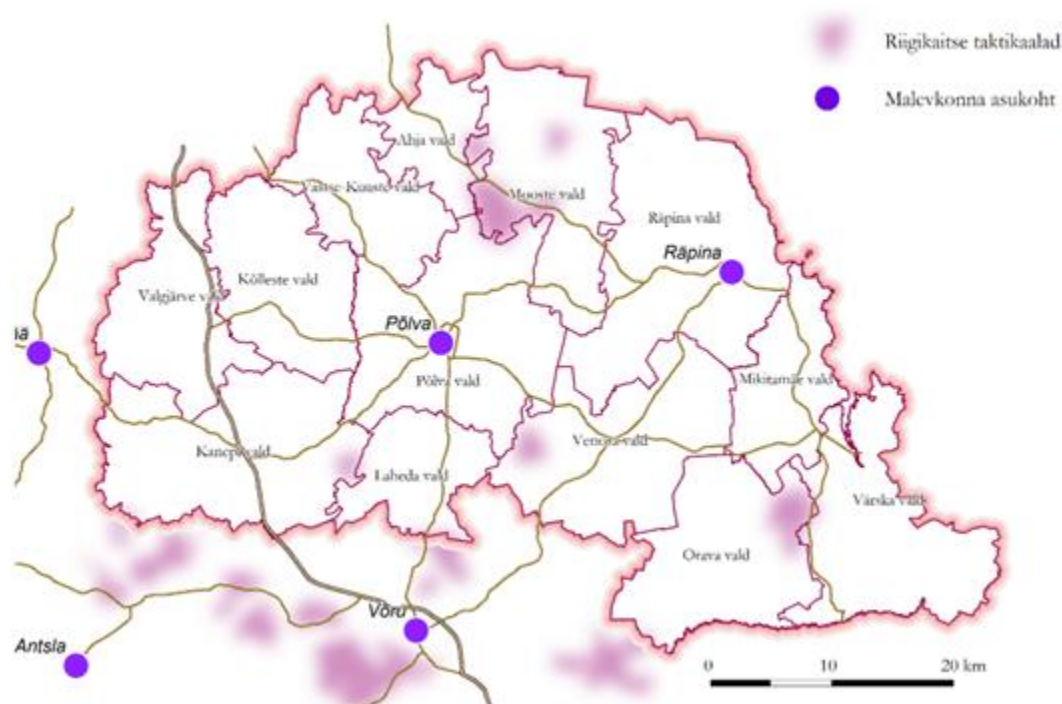 Riigikaitse taktikaalad
Malevkonna asukoht
Ahja vald
Vastse-Kuuste vald
Mooste vald
Räpina vald
Räpina
Kõlleste vald
Valgjärve vald
Põlva
Põlva vald
Mikitamäe vald
Kanepi vald
Laheda vald
Veriora vald
Värska vald
Orava vald
Võru
Antsla
0 10 20 km